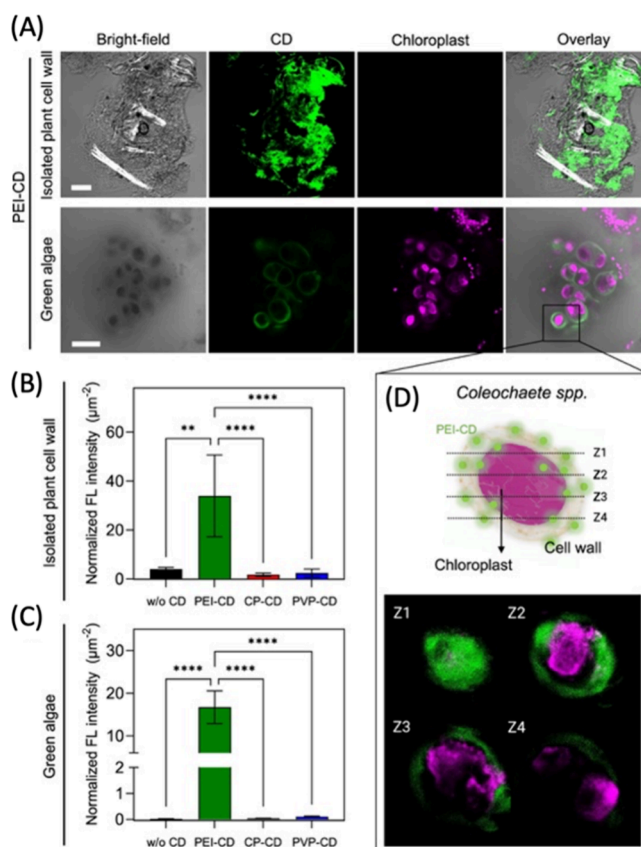 (A)
Bright-field
CD
Chloroplast
Overlay
PEI-CD
Isolated plant cell wall
Green algae
(B)
Isolated plant cell wall
Normalized FL intensity (μm⁻²)
60
40
20
0
**
****
****
w/o CD
PEI-CD
CP-CD
PVP-CD
(C)
Green algae
Normalized FL intensity (μm⁻²)
30
20
10
2
1
0
****
****
****
w/o CD
PEI-CD
CP-CD
PVP-CD
(D)
Coleochaete spp.
PEI-CD
Z1
Z2
Z3
Z4
Chloroplast
Cell wall
Z1
Z2
Z3
Z4